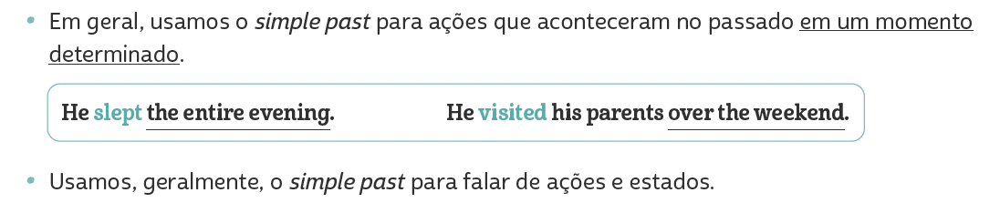 • Em geral, usamos o simple past para ações que aconteceram no passado em um momento
determinado.
He slept the entire evening. He visited his parents over the weekend.
• Usamos, geralmente, o simple past para falar de ações e estados.